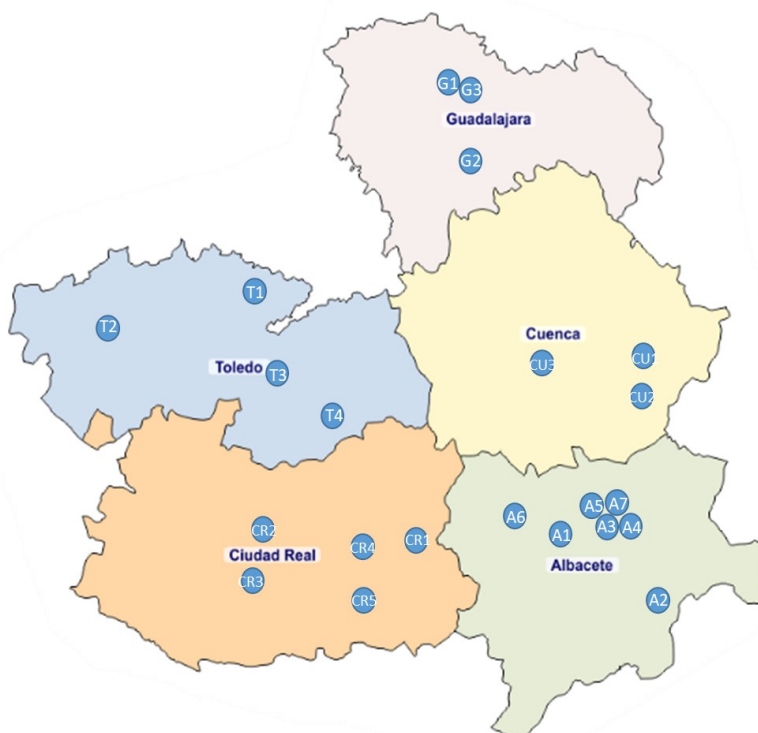 G1
G3
Guadalajara
G2
T1
T2
Toledo
T3
T4
Cuenca
CU1
CU3
CU2
A6
A5
A7
A1
A3
A4
Albacete
A2
CR2
CR4
CR1
Ciudad Real
CR3
CR5